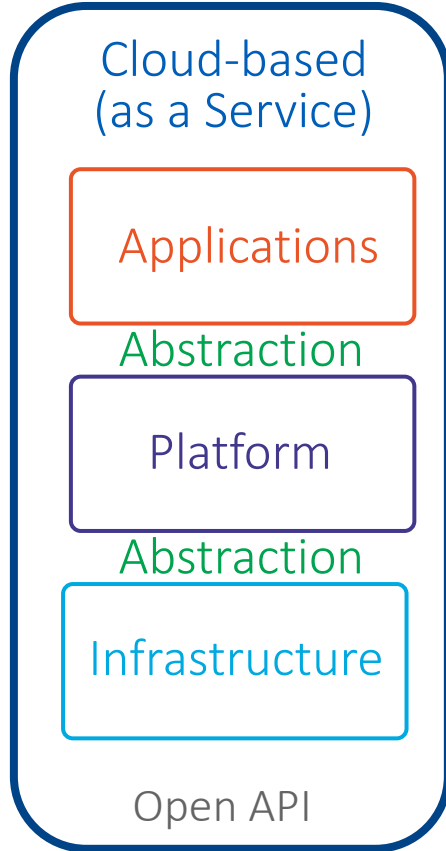 Cloud-based
(as a Service)
Applications
Abstraction
Platform
Abstraction
Infrastructure
Open API